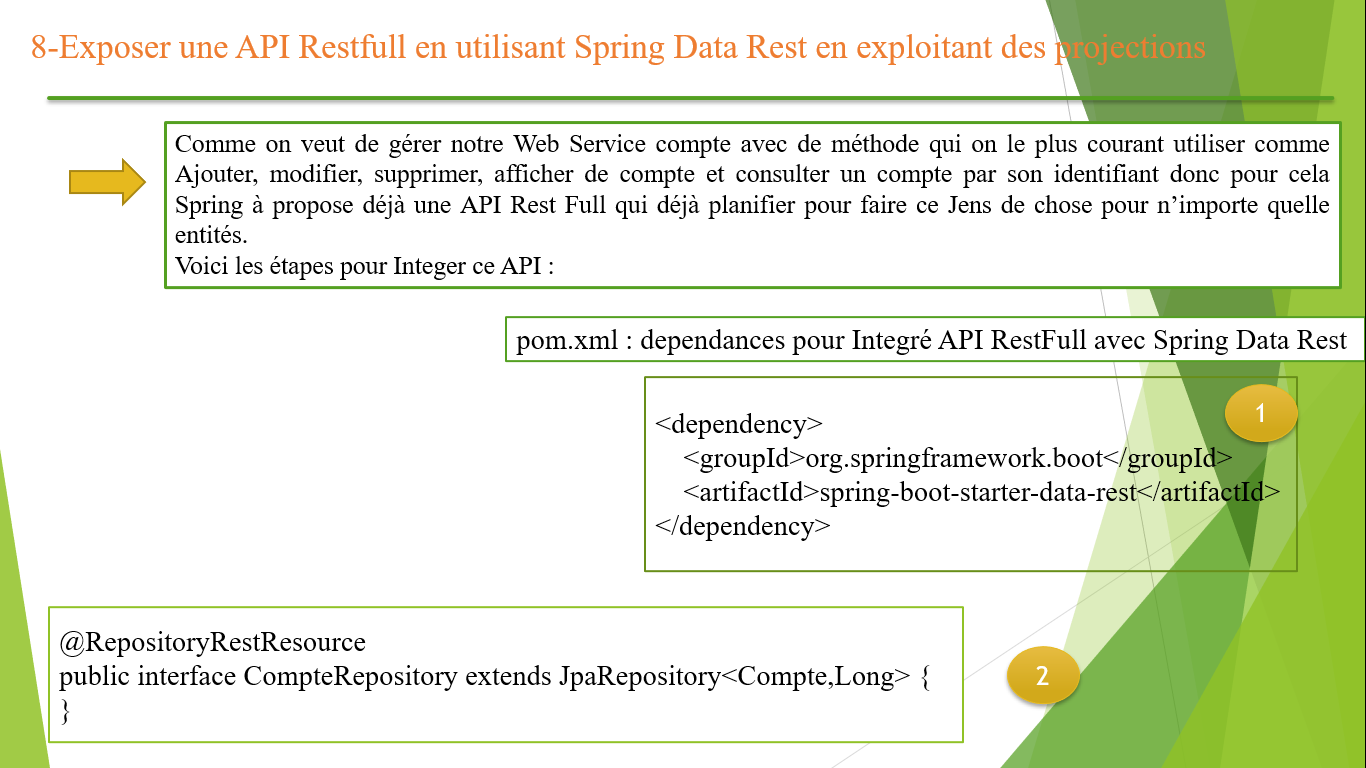 8-Exposer une API Restfull en utilisant Spring Data Rest en exploitant des projections
Comme on veut de gérer notre Web Service compte avec de méthode qui on le plus courant utiliser comme
Ajouter, modifier, supprimer, afficher de compte et consulter un compte par son identifiant donc pour cela
Spring à propose déjà une API Rest Full qui déjà planifier pour faire ce Jens de chose pour n’importe quelle
entités.
Voici les étapes pour Integer ce API :
pom.xml : dependances pour Integré API RestFull avec Spring Data Rest
1
<dependency>
<groupId>org.springframework.boot</groupId>
<artifactId>spring-boot-starter-data-rest</artifactId>
</dependency>
@RepositoryRestResource
public interface CompteRepository extends JpaRepository<Compte,Long> {
}
2